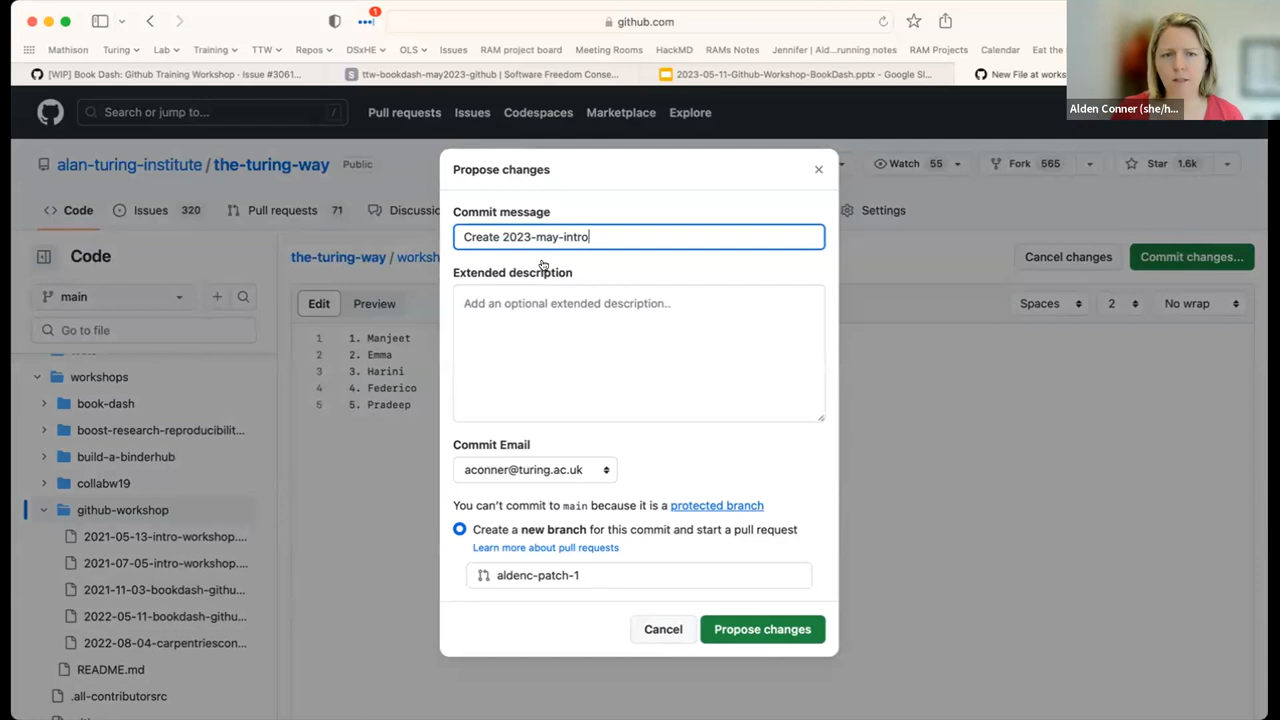 1
github.com
Mathison Turing Lab Training TTW Repos DSxHE OLS Issues RAM project board Meeting Rooms HackMD RAMs Notes Jennifer | Ald...running notes RAM Projects Calendar Eat the
[WIP] Book Dash: Github Training Workshop · Issue #3061... ttw-bookdash-may2023-github | Software Freedom Conse... 2023-05-11-Github-Workshop-BookDash.pptx - Google Sl... New File at works
Alden Conner (she/h...
Search or jump to... / Pull requests Issues Codespaces Marketplace Explore
alan-turing-institute / the-turing-way Public Watch 55 Fork 565 Star 1.6k
Code Issues 320 Pull requests 71 Discussio Settings
Code the-turing-way / worksh Cancel changes Commit changes...
main Edit Preview Spaces 2 No wrap
Go to file
1 1. Manjeet
2 2. Emma
3 3. Harini
4 4. Federico
5 5. Pradeep
workshops
book-dash
boost-research-reproducibilit...
build-a-binderhub
collabw19
github-workshop
2021-05-13-intro-workshop....
2021-07-05-intro-workshop....
2021-11-03-bookdash-githu...
2022-05-11-bookdash-githu...
2022-08-04-carpentriescon...
README.md
.all-contributorsrc
Propose changes
Commit message
Create 2023-may-intro
Extended description
Add an optional extended description..
Commit Email
aconner@turing.ac.uk
You can't commit to main because it is a protected branch
Create a new branch for this commit and start a pull request
Learn more about pull requests
aldenc-patch-1
Cancel Propose changes